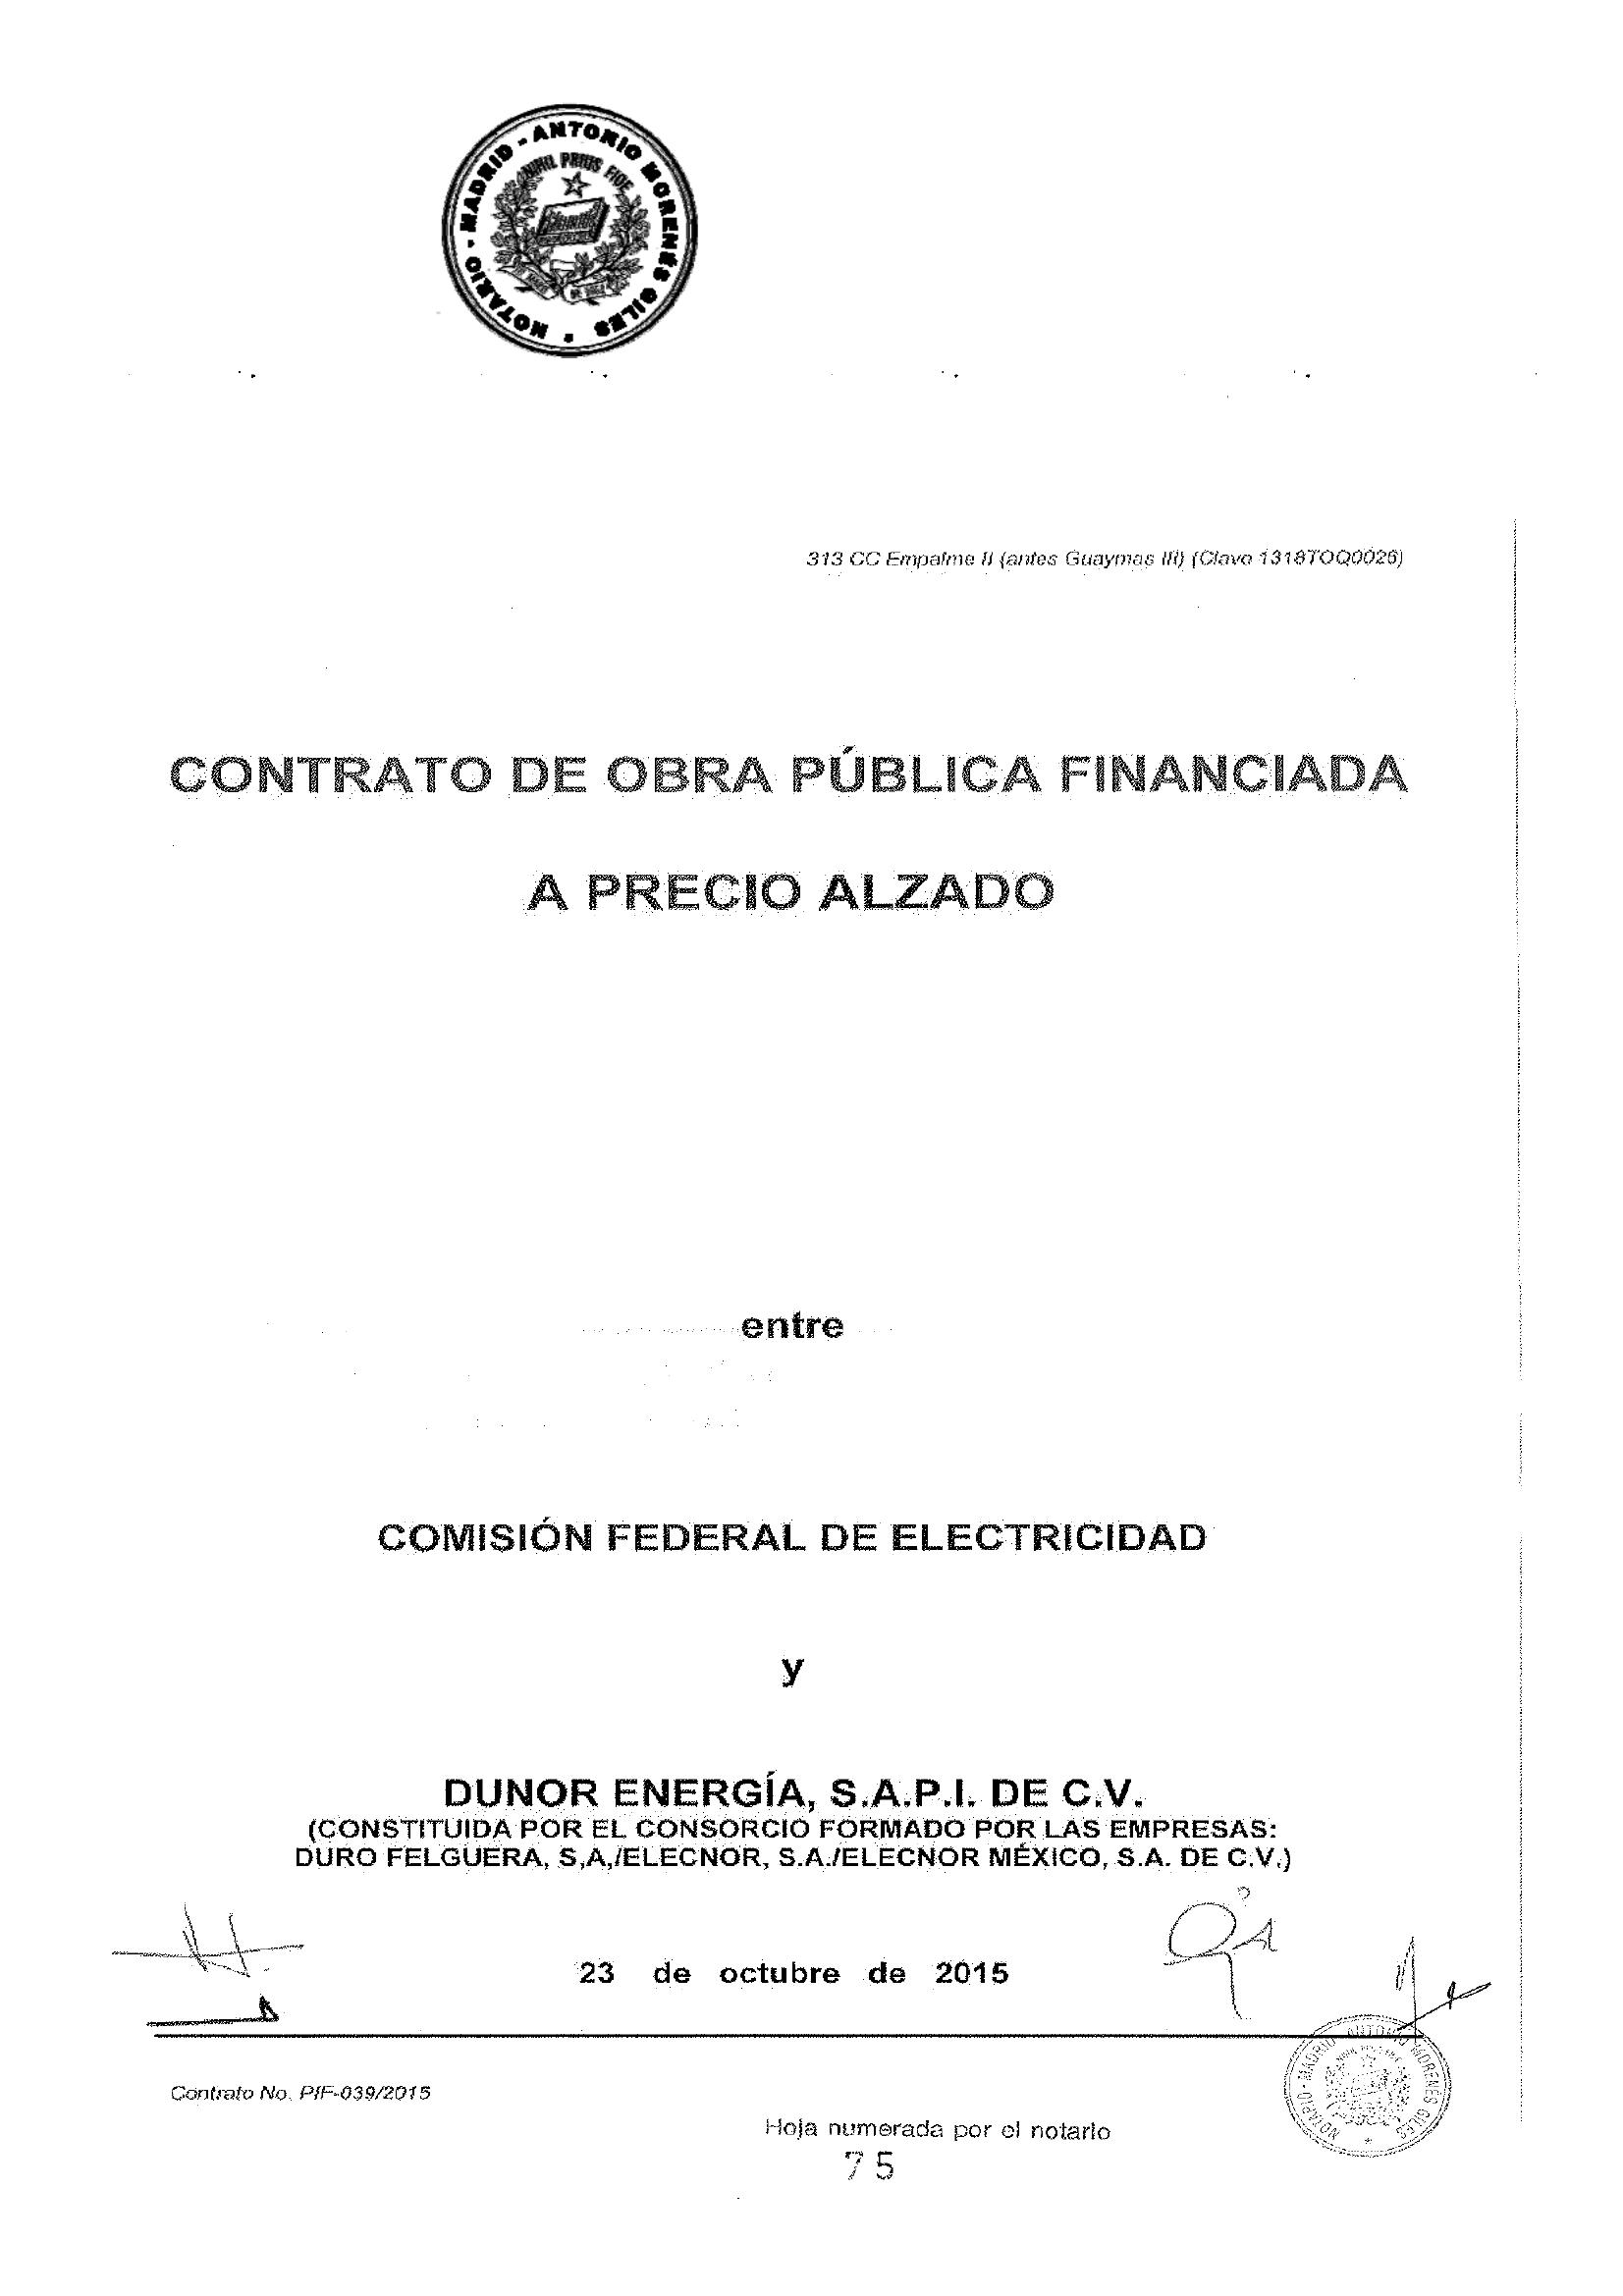 NOTARIO - MADRID - ANTONIO MORENÉS GILES *
NIHIL PRIUS FIDE
313 CC Empalme II (antes Guaymas III) (Clave 1318TOQ0026)
CONTRATO DE OBRA PÚBLICA FINANCIADA
A PRECIO ALZADO
entre
COMISIÓN FEDERAL DE ELECTRICIDAD
y
DUNOR ENERGÍA, S.A.P.I. DE C.V.
(CONSTITUIDA POR EL CONSORCIO FORMADO POR LAS EMPRESAS:
DURO FELGUERA, S,A,/ELECNOR, S.A./ELECNOR MÉXICO, S.A. DE C.V.)
23 de octubre de 2015
Contrato No. PIF-039/2015
NOTARIO - MADRID - ANTONIO MORENÉS GILES *
Hoja numerada por el notario
75